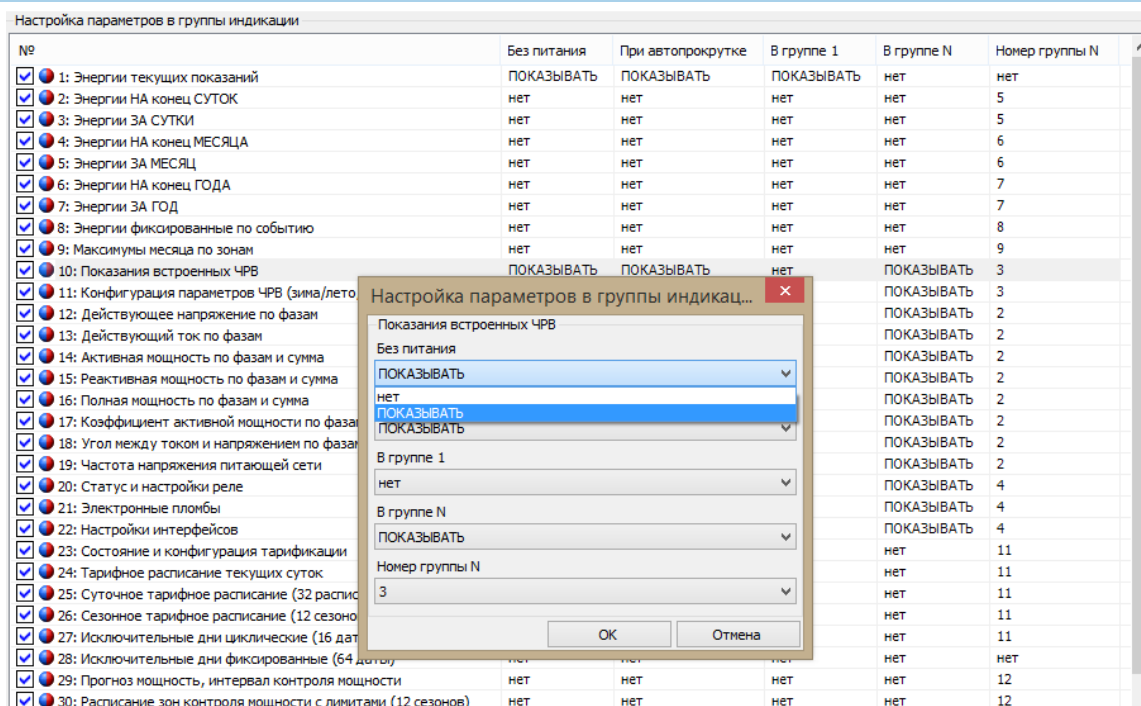 Настройка параметров в группы индикации
№ Без питания При автопрокрутке В группе 1 В группе N Номер группы N
1: Энергии текущих показаний ПОКАЗЫВАТЬ ПОКАЗЫВАТЬ ПОКАЗЫВАТЬ нет нет
2: Энергии НА конец СУТОК нет нет нет нет 5
3: Энергии ЗА СУТКИ нет нет нет нет 5
4: Энергии НА конец МЕСЯЦА нет нет нет нет 6
5: Энергии ЗА МЕСЯЦ нет нет нет нет 6
6: Энергии НА конец ГОДА нет нет нет нет 7
7: Энергии ЗА ГОД нет нет нет нет 7
8: Энергии фиксированные по событию нет нет нет нет 8
9: Максимумы месяца по зонам нет нет нет нет 9
10: Показания встроенных ЧРВ ПОКАЗЫВАТЬ ПОКАЗЫВАТЬ нет ПОКАЗЫВАТЬ 3
11: Конфигурация параметров ЧРВ (зима/лето, ПОКАЗЫВАТЬ 3
12: Действующее напряжение по фазам ПОКАЗЫВАТЬ 2
13: Действующий ток по фазам ПОКАЗЫВАТЬ 2
14: Активная мощность по фазам и сумма ПОКАЗЫВАТЬ 2
15: Реактивная мощность по фазам и сумма ПОКАЗЫВАТЬ 2
16: Полная мощность по фазам и сумма ПОКАЗЫВАТЬ 2
17: Коэффициент активной мощности по фаза ПОКАЗЫВАТЬ 2
18: Угол между током и напряжением по фаза ПОКАЗЫВАТЬ 2
19: Частота напряжения питающей сети ПОКАЗЫВАТЬ 2
20: Статус и настройки реле ПОКАЗЫВАТЬ 4
21: Электронные пломбы ПОКАЗЫВАТЬ 4
22: Настройки интерфейсов ПОКАЗЫВАТЬ 4
23: Состояние и конфигурация тарификации нет 11
24: Тарифное расписание текущих суток нет 11
25: Суточное тарифное расписание (32 распис нет 11
26: Сезонное тарифное расписание (12 сезоно нет 11
27: Исключительные дни циклические (16 дат нет 11
28: Исключительные дни фиксированные (64 даты) нет нет нет нет нет
29: Прогноз мощность, интервал контроля мощности нет нет нет нет 12
30: Расписание зон контроля мощности с лимитами (12 сезонов) нет нет нет нет 12
Настройка параметров в группы индикац...
Показания встроенных ЧРВ
Без питания
ПОКАЗЫВАТЬ
нет
ПОКАЗЫВАТЬ
ПОКАЗЫВАТЬ
В группе 1
нет
В группе N
ПОКАЗЫВАТЬ
Номер группы N
3
OK Отмена